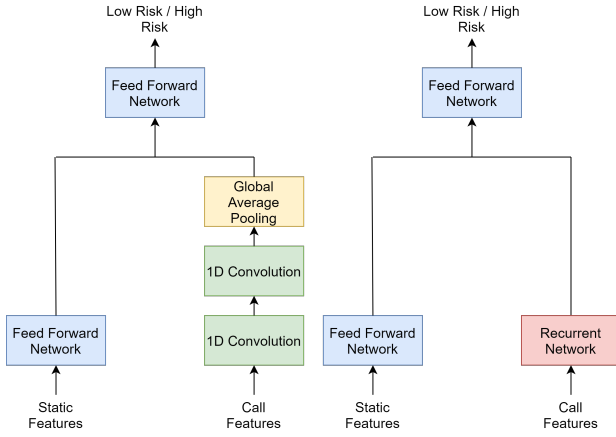 Low Risk / High
Risk
Feed Forward
Network
Global
Average
Pooling
1D Convolution
Feed Forward
Network
1D Convolution
Static
Features
Call
Features
Low Risk / High
Risk
Feed Forward
Network
Feed Forward
Network
Recurrent
Network
Static
Features
Call
Features